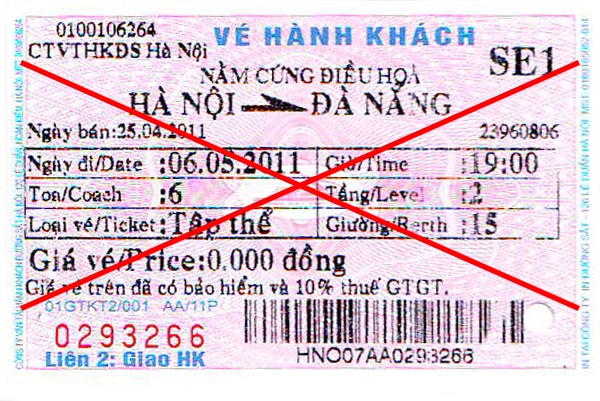 0100106264
VÉ HÀNH KHÁCH
CTVTHKĐS Hà Nội
SE1
NẰM CỨNG ĐIỀU HOÀ
HÀ NỘI ĐÀ NẴNG
Ngày bán:25.04.2011 23960806
Ngày đi/Date :06.05.2011 Giờ/Time :19:00
Toa/Coach :6 Tầng/Level :2
Loại vé/Ticket:Tập thể Giường/Berth :15
Giá vé/Price:0.000 đồng
Giá vé trên đã có bảo hiểm và 10% thuế GTGT.
01GTKT2/001 AA/11P
0293266
Liên 2: Giao HK
HNO07AA0293266